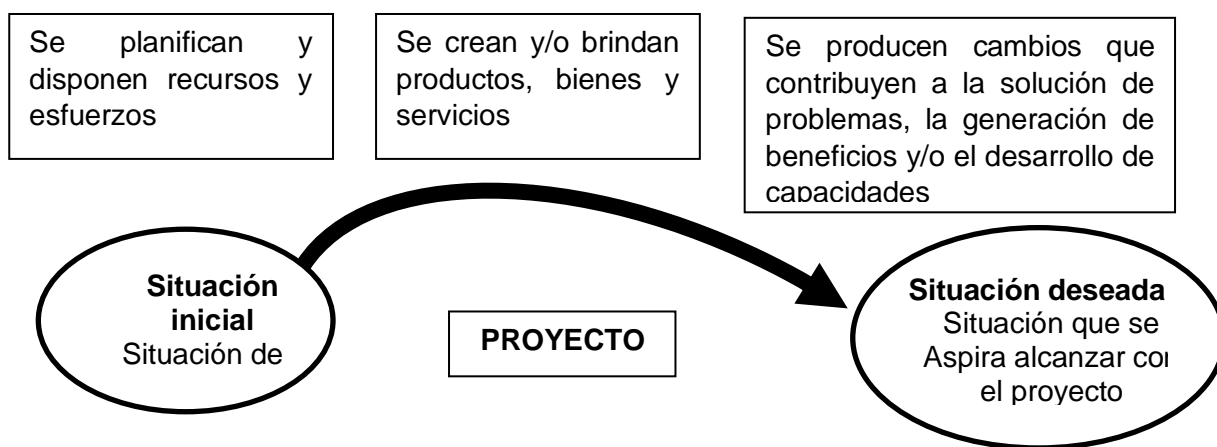 Se planifican y
disponen recursos y
esfuerzos
Se crean y/o brindan
productos, bienes y
servicios
Se producen cambios que
contribuyen a la solución de
problemas, la generación de
beneficios y/o el desarrollo de
capacidades
Situación
inicial
Situación de
PROYECTO
Situación deseada
Situación que se
Aspira alcanzar con
el proyecto